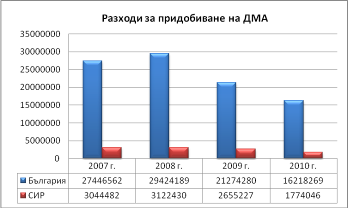 Разходи за придобиване на ДМА
35000000
30000000
25000000
20000000
15000000
10000000
5000000
0
2007 г. 2008 г. 2009 г. 2010 г.
България 27446562 29424189 21274280 16218269
СИР 3044482 3122430 2655227 1774046